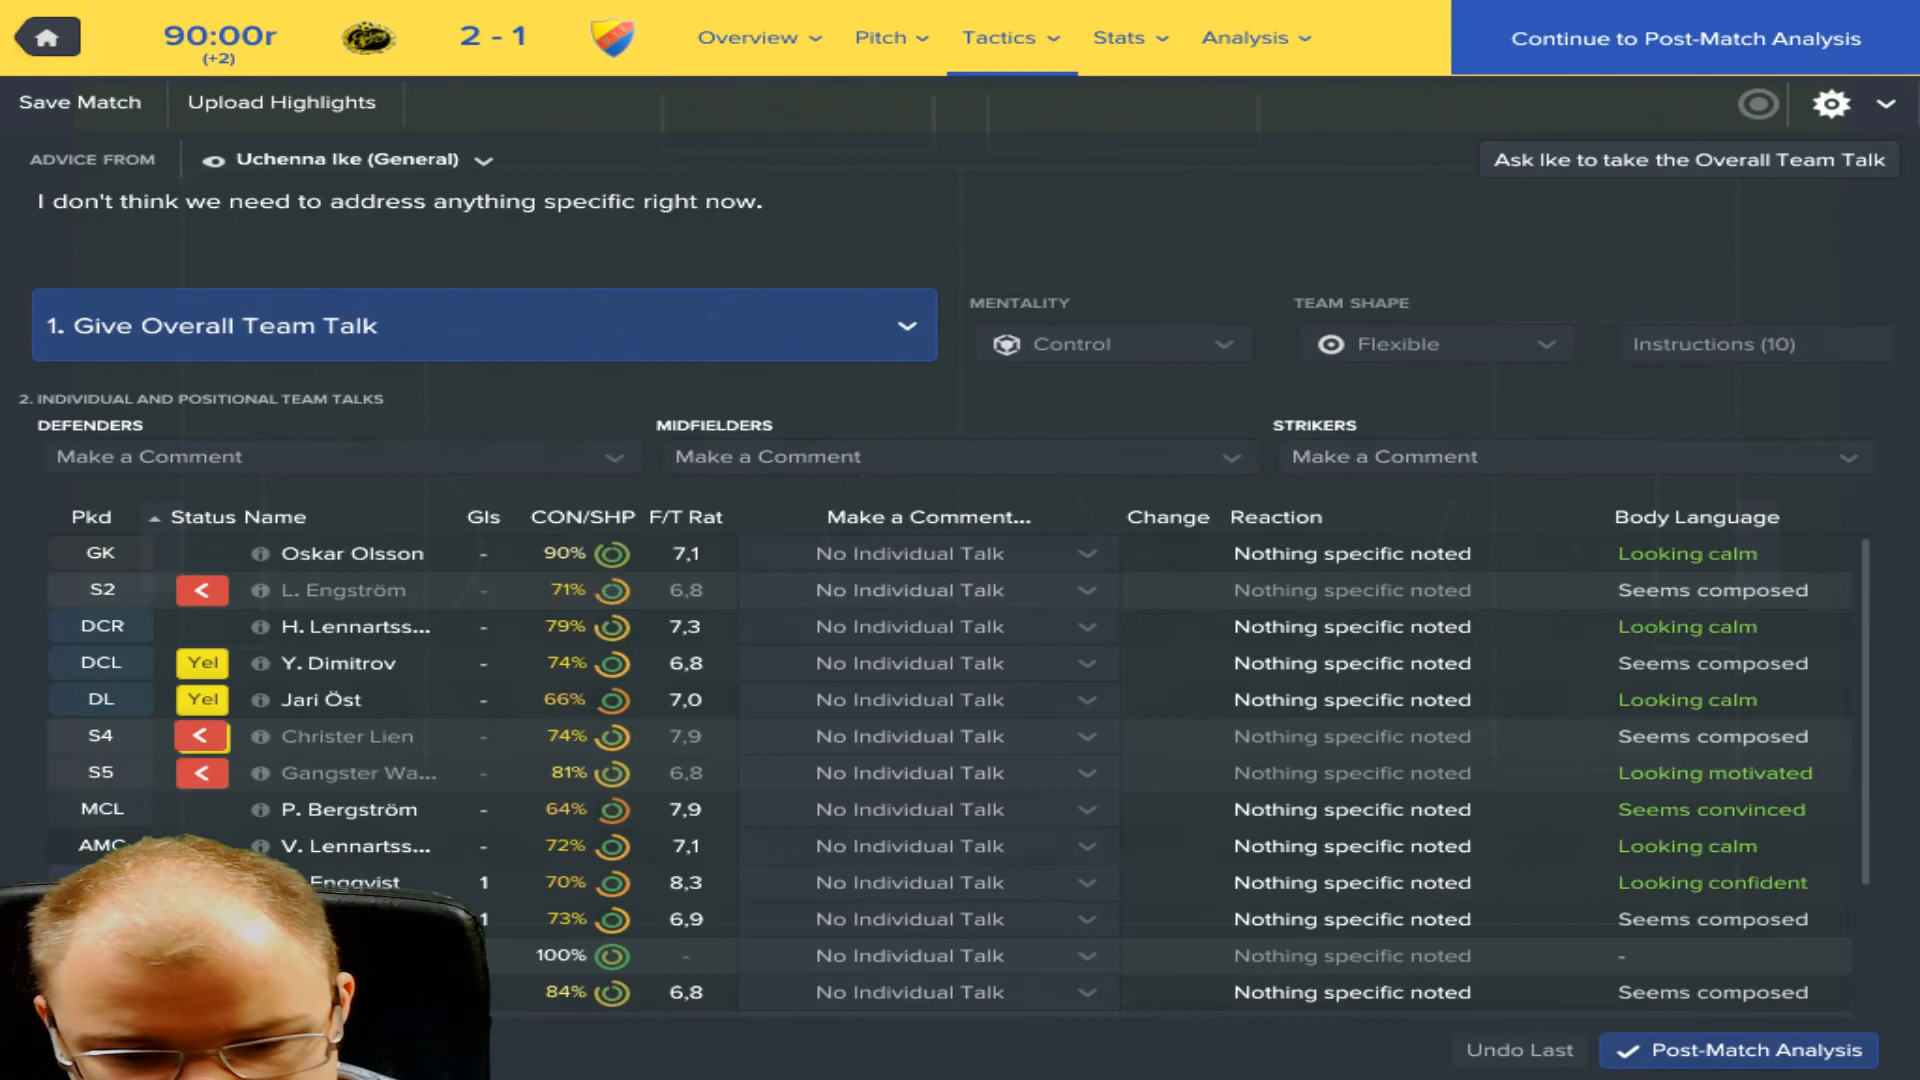 90:00r
(+2)
2 - 1
Overview
Pitch
Tactics
Stats
Analysis
Continue to Post-Match Analysis
Save Match
Upload Highlights
ADVICE FROM
Uchenna Ike (General)
Ask Ike to take the Overall Team Talk
I don't think we need to address anything specific right now.
1. Give Overall Team Talk
MENTALITY
Control
TEAM SHAPE
Flexible
Instructions (10)
2. INDIVIDUAL AND POSITIONAL TEAM TALKS
DEFENDERS
Make a Comment
MIDFIELDERS
Make a Comment
STRIKERS
Make a Comment
Pkd Status Name Gls CON/SHP F/T Rat Make a Comment... Change Reaction Body Language
GK Oskar Olsson - 90% 7,1 No Individual Talk Nothing specific noted Looking calm
S2 < L. Engström - 71% 6,8 No Individual Talk Nothing specific noted Seems composed
DCR H. Lennartss... - 79% 7,3 No Individual Talk Nothing specific noted Looking calm
DCL Yel Y. Dimitrov - 74% 6,8 No Individual Talk Nothing specific noted Seems composed
DL Yel Jari Öst - 66% 7,0 No Individual Talk Nothing specific noted Looking calm
S4 < Christer Lien - 74% 7,9 No Individual Talk Nothing specific noted Seems composed
S5 < Gangster Wa... - 81% 6,8 No Individual Talk Nothing specific noted Looking motivated
MCL P. Bergström - 64% 7,9 No Individual Talk Nothing specific noted Seems convinced
AMC V. Lennartss... - 72% 7,1 No Individual Talk Nothing specific noted Looking calm
Engqvist 1 70% 8,3 No Individual Talk Nothing specific noted Looking confident
1 73% 6,9 No Individual Talk Nothing specific noted Seems composed
100% - No Individual Talk Nothing specific noted -
84% 6,8 No Individual Talk Nothing specific noted Seems composed
Undo Last
Post-Match Analysis